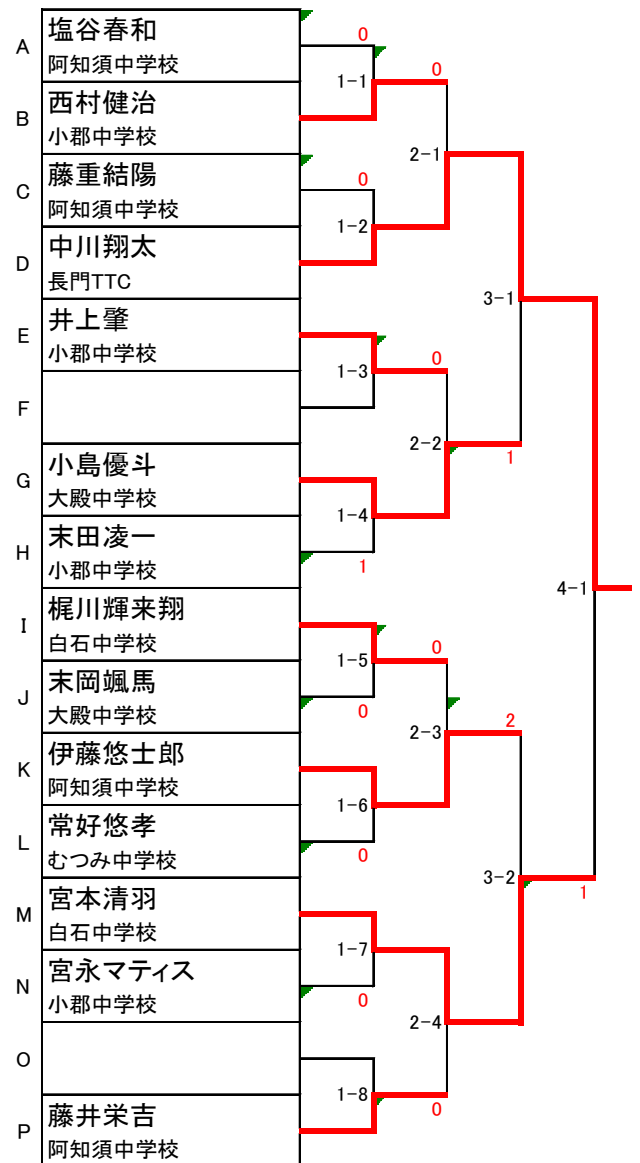 A
塩谷春和
阿知須中学校
0
1-1
0
B
西村健治
小郡中学校
2-1
C
藤重結陽
阿知須中学校
0
1-2
D
中川翔太
長門TTC
3-1
E
井上肇
小郡中学校
1-3
0
F
2-2
1
G
小島優斗
大殿中学校
1-4
H
末田凌一
小郡中学校
1
4-1
I
梶川輝来翔
白石中学校
1-5
0
J
末岡颯馬
大殿中学校
0
2-3
2
K
伊藤悠士郎
阿知須中学校
1-6
L
常好悠孝
むつみ中学校
0
3-2
1
M
宮本清羽
白石中学校
1-7
N
宮永マティス
小郡中学校
0
2-4
O
1-8
0
P
藤井栄吉
阿知須中学校